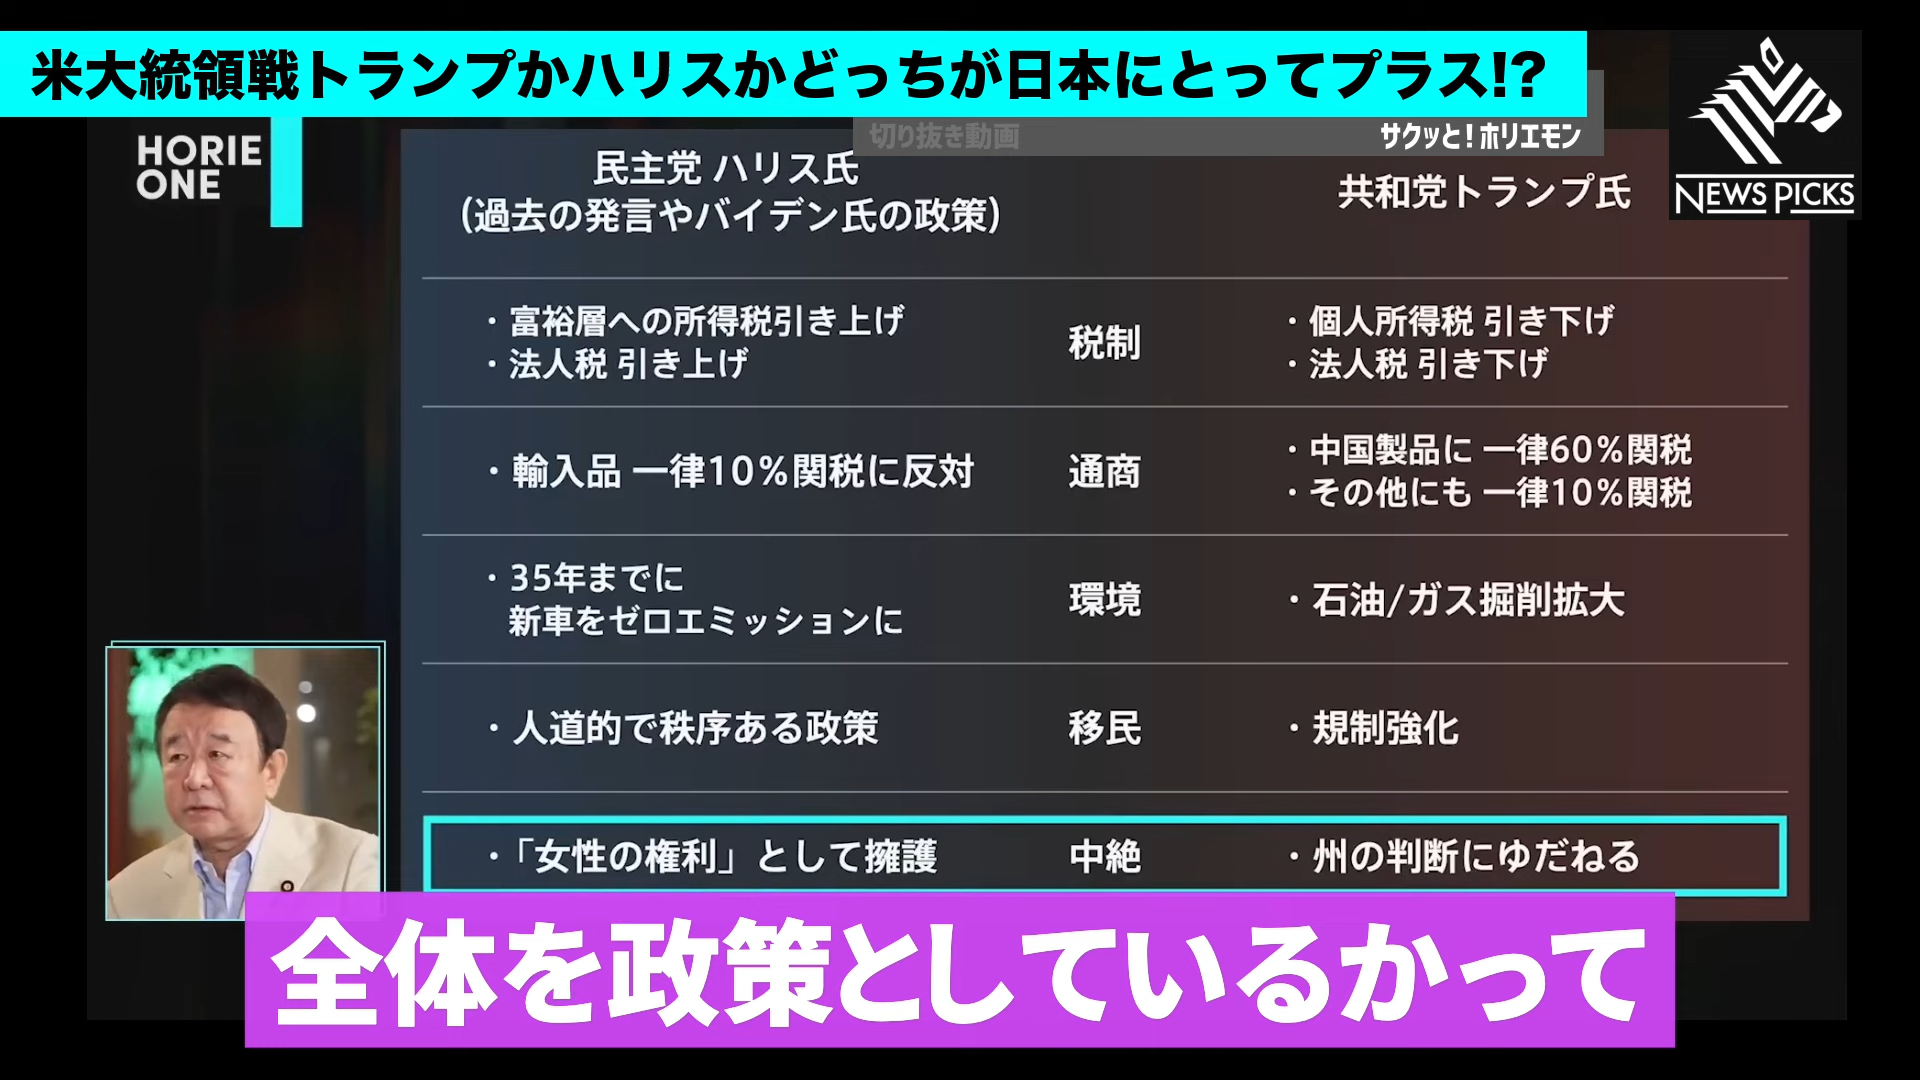 米大統領戦トランプかハリスかどっちが日本にとってプラス!?
切り抜き動画
サクッと!ホリエモン
NEWSPICKS
HORIE
ONE
民主党 ハリス氏
(過去の発言やバイデン氏の政策)
共和党トランプ氏
・富裕層への所得税引き上げ
・法人税 引き上げ
税制
・個人所得税 引き下げ
・法人税 引き下げ
・輸入品 一律10%関税に反対
通商
・中国製品に 一律60%関税
・その他にも 一律10%関税
・35年までに
新車をゼロエミッションに
環境
・石油/ガス掘削拡大
・人道的で秩序ある政策
移民
・規制強化
・「女性の権利」として擁護
中絶
・州の判断にゆだねる
全体を政策としているかって